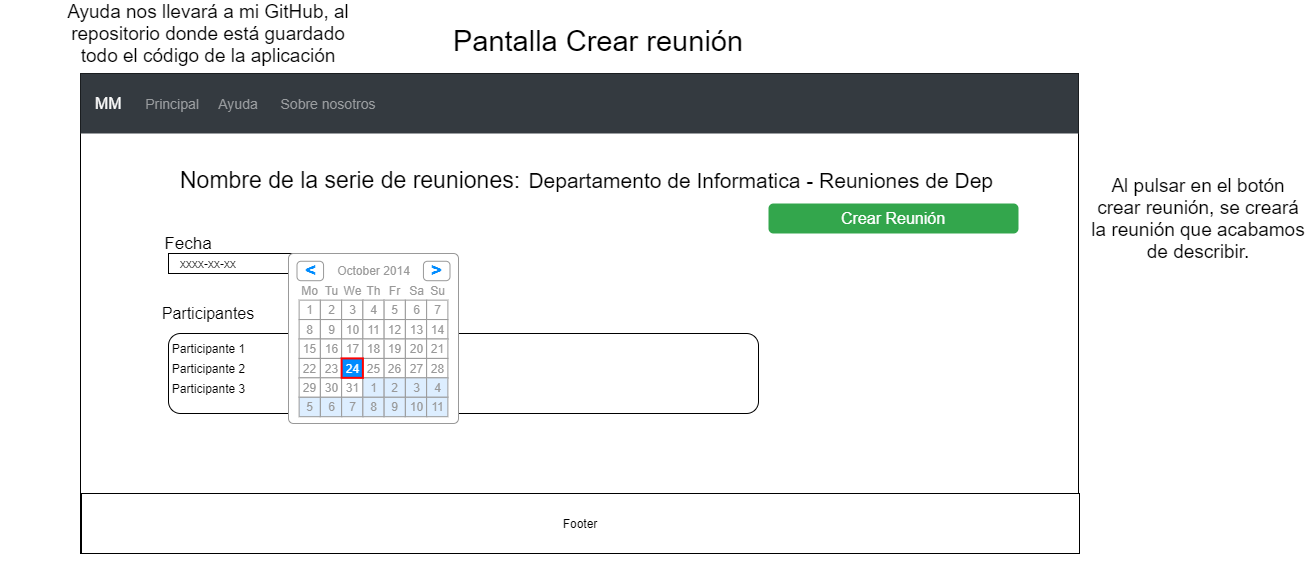 Ayuda nos llevará a mi GitHub, al
repositorio donde está guardado
todo el código de la aplicación
Pantalla Crear reunión
MM Principal Ayuda Sobre nosotros
Nombre de la serie de reuniones: Departamento de Informatica - Reuniones de Dep
Crear Reunión
Al pulsar en el botón
crear reunión, se creará
la reunión que acabamos
de describir.
Fecha
xxxx-xx-xx
< October 2014 >
Mo Tu We Th Fr Sa Su
1 2 3 4 5 6 7
8 9 10 11 12 13 14
15 16 17 18 19 20 21
22 23 24 25 26 27 28
29 30 31 1 2 3 4
5 6 7 8 9 10 11
Participantes
Participante 1
Participante 2
Participante 3
Footer